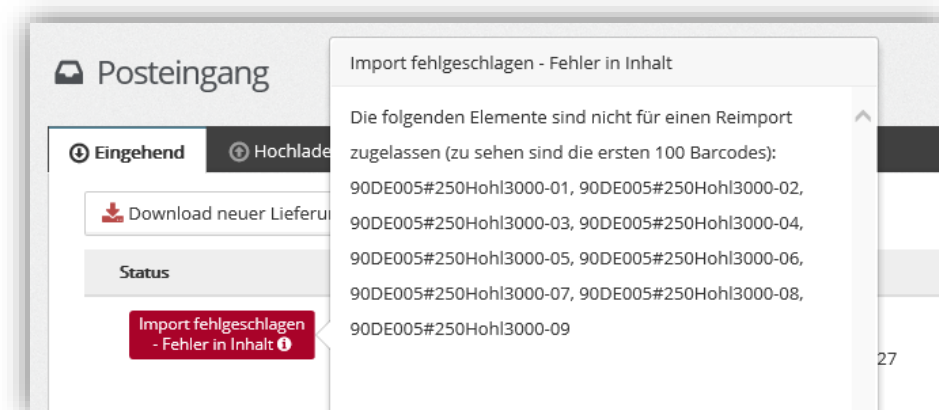 Posteingang
Import fehlgeschlagen - Fehler in Inhalt
Die folgenden Elemente sind nicht für einen Reimport
zugelassen (zu sehen sind die ersten 100 Barcodes):
90DE005#250Hohl3000-01, 90DE005#250Hohl3000-02,
90DE005#250Hohl3000-03, 90DE005#250Hohl3000-04,
90DE005#250Hohl3000-05, 90DE005#250Hohl3000-06,
90DE005#250Hohl3000-07, 90DE005#250Hohl3000-08,
90DE005#250Hohl3000-09
Eingehend
Hochlade
Download neuer Lieferu
Status
Import fehlgeschlagen
- Fehler in Inhalt
27